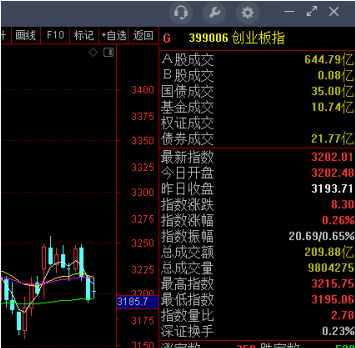 画线 F10 标记 +自选 返回
G 399006 创业板指
A股成交 644.79亿
B股成交 0.08亿
国债成交 35.00亿
基金成交 10.74亿
权证成交
债券成交 21.77亿
最新指数 3202.01
今日开盘 3202.48
昨日收盘 3193.71
指数涨跌 8.30
指数涨幅 0.26%
指数振幅 20.69/0.65%
总成交额 209.88亿
总成交量 9804275
最高指数 3215.75
最低指数 3195.06
指数量比 2.78
深证换手 0.23%
3400
3375
3350
3325
3300
3275
3250
3225
3200
3185.7
3175
3150